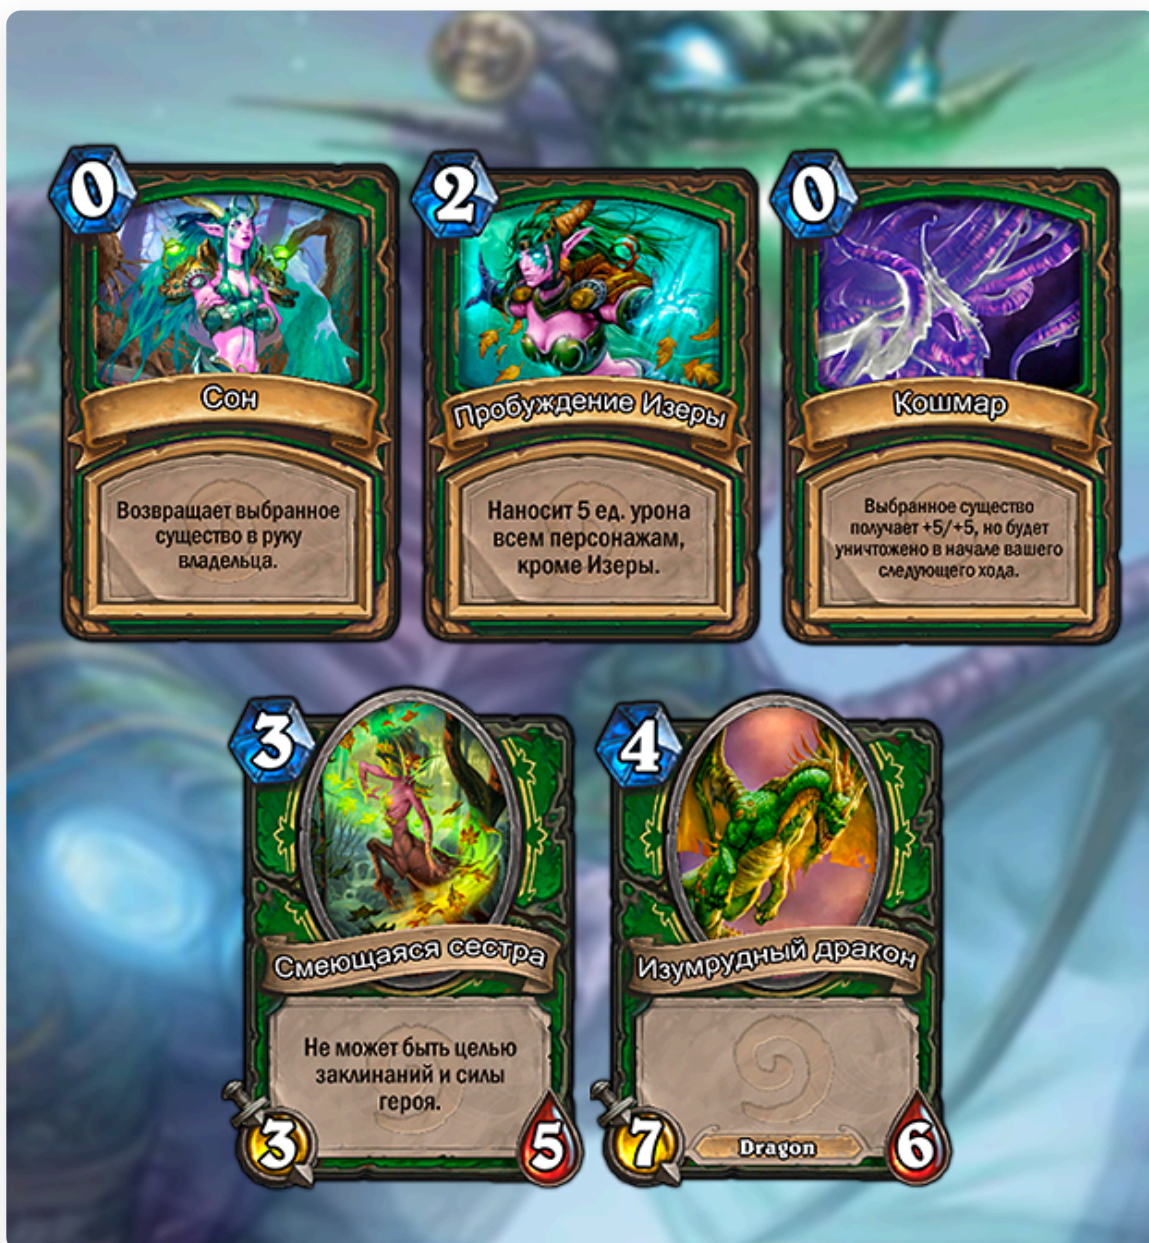 0
Сон
Возвращает выбранное
существо в руку
владельца.
2
Пробуждение Изеры
Наносит 5 ед. урона
всем персонажам,
кроме Изеры.
0
Кошмар
Выбранное существо
получает +5/+5, но будет
уничтожено в начале вашего
следующего хода.
3
Смеющаяся сестра
Не может быть целью
заклинаний и силы
героя.
3
5
4
Изумрудный дракон
Dragon
7
6